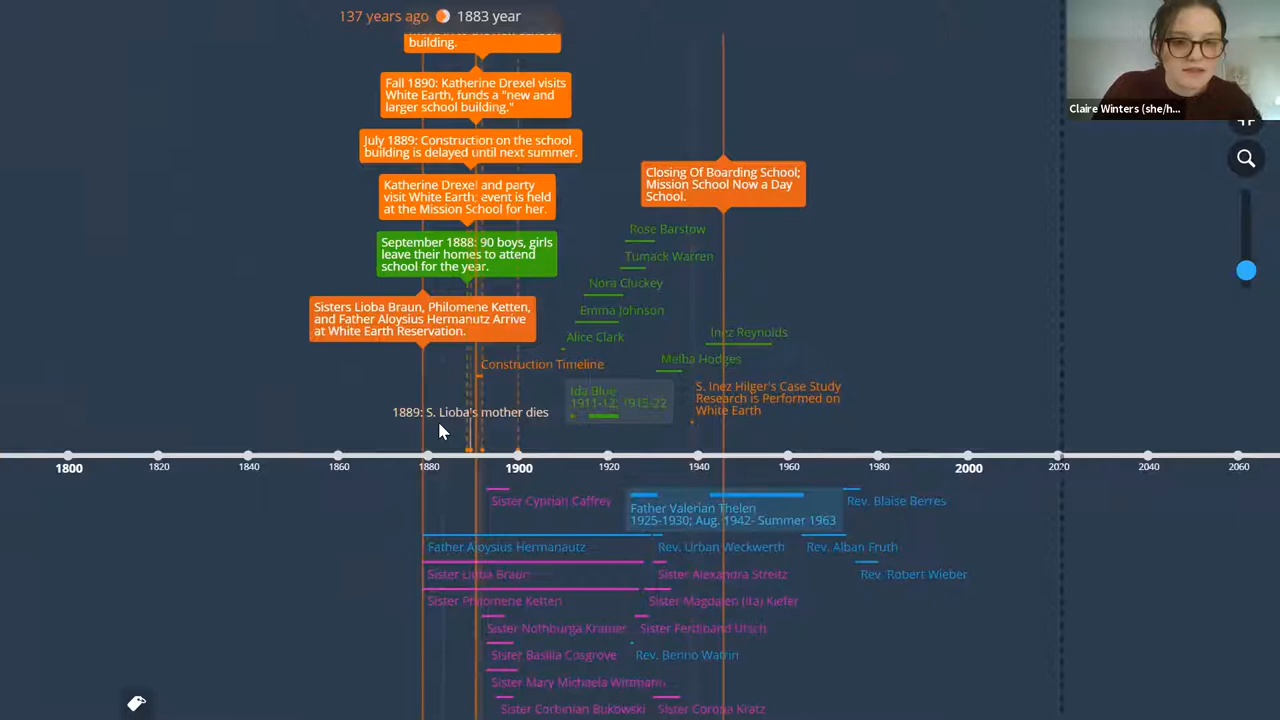 137 years ago 1883 year
building.
Fall 1890: Katherine Drexel visits
White Earth, funds a "new and
larger school building."
July 1889: Construction on the school
building is delayed until next summer.
Katherine Drexel and party
visit White Earth; event is held
at the Mission School for her.
September 1888: 90 boys, girls
leave their homes to attend
school for the year.
Sisters Lioba Braun, Philomene Ketten,
and Father Aloysius Hermanutz Arrive
at White Earth Reservation.
Construction Timeline
1889: S. Lioba's mother dies
Closing Of Boarding School;
Mission School Now a Day
School.
Rose Barstow
Tumack Warren
Nora Cluckey
Emma Johnson
Alice Clark
Inez Reynolds
Melba Hodges
Ida Blue
1911-12; 1915-22
S. Inez Hilger's Case Study
Research is Performed on
White Earth
Claire Winters (she/h...
1800 1820 1840 1860 1880 1900 1920 1940 1960 1980 2000 2020 2040 2060
Sister Cyprian Caffrey
Father Valerian Thelen
1925-1930; Aug. 1942- Summer 1963
Rev. Blaise Berres
Father Aloysius Hermanautz
Rev. Urban Weckwerth
Rev. Alban Fruth
Sister Lioba Braun
Sister Alexandra Streitz
Rev. Robert Wieber
Sister Philomene Ketten
Sister Magdalen (Ita) Kiefer
Sister Nothburga Kramer
Sister Ferdinand Utsch
Sister Basilia Cosgrove
Rev. Benno Watrin
Sister Mary Michaela Wittmann
Sister Corbinian Bukowski
Sister Corona Kratz